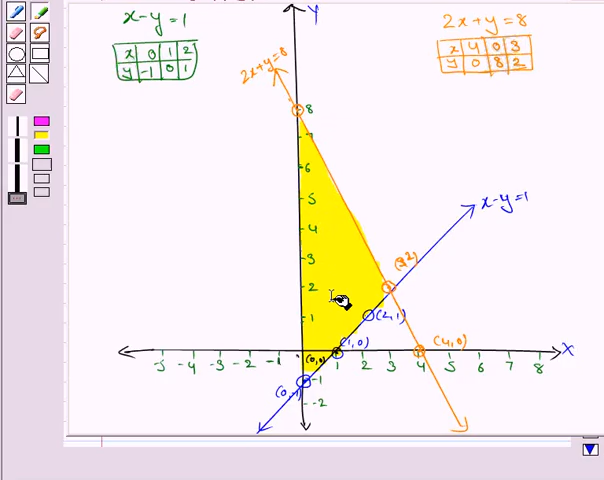 x-y=1
x 0 1 2
y -1 0 1
2x+y=8
x 4 0 3
y 0 8 2
Y
2x+y=8
8
7
6
5
4
3
2
1
x-y=1
(3,2)
(2,1)
(1,0)
(4,0)
(0,0)
X
-5 -4 -3 -2 -1 1 2 3 4 5 6 7 8
-1
(0,-1)
-2